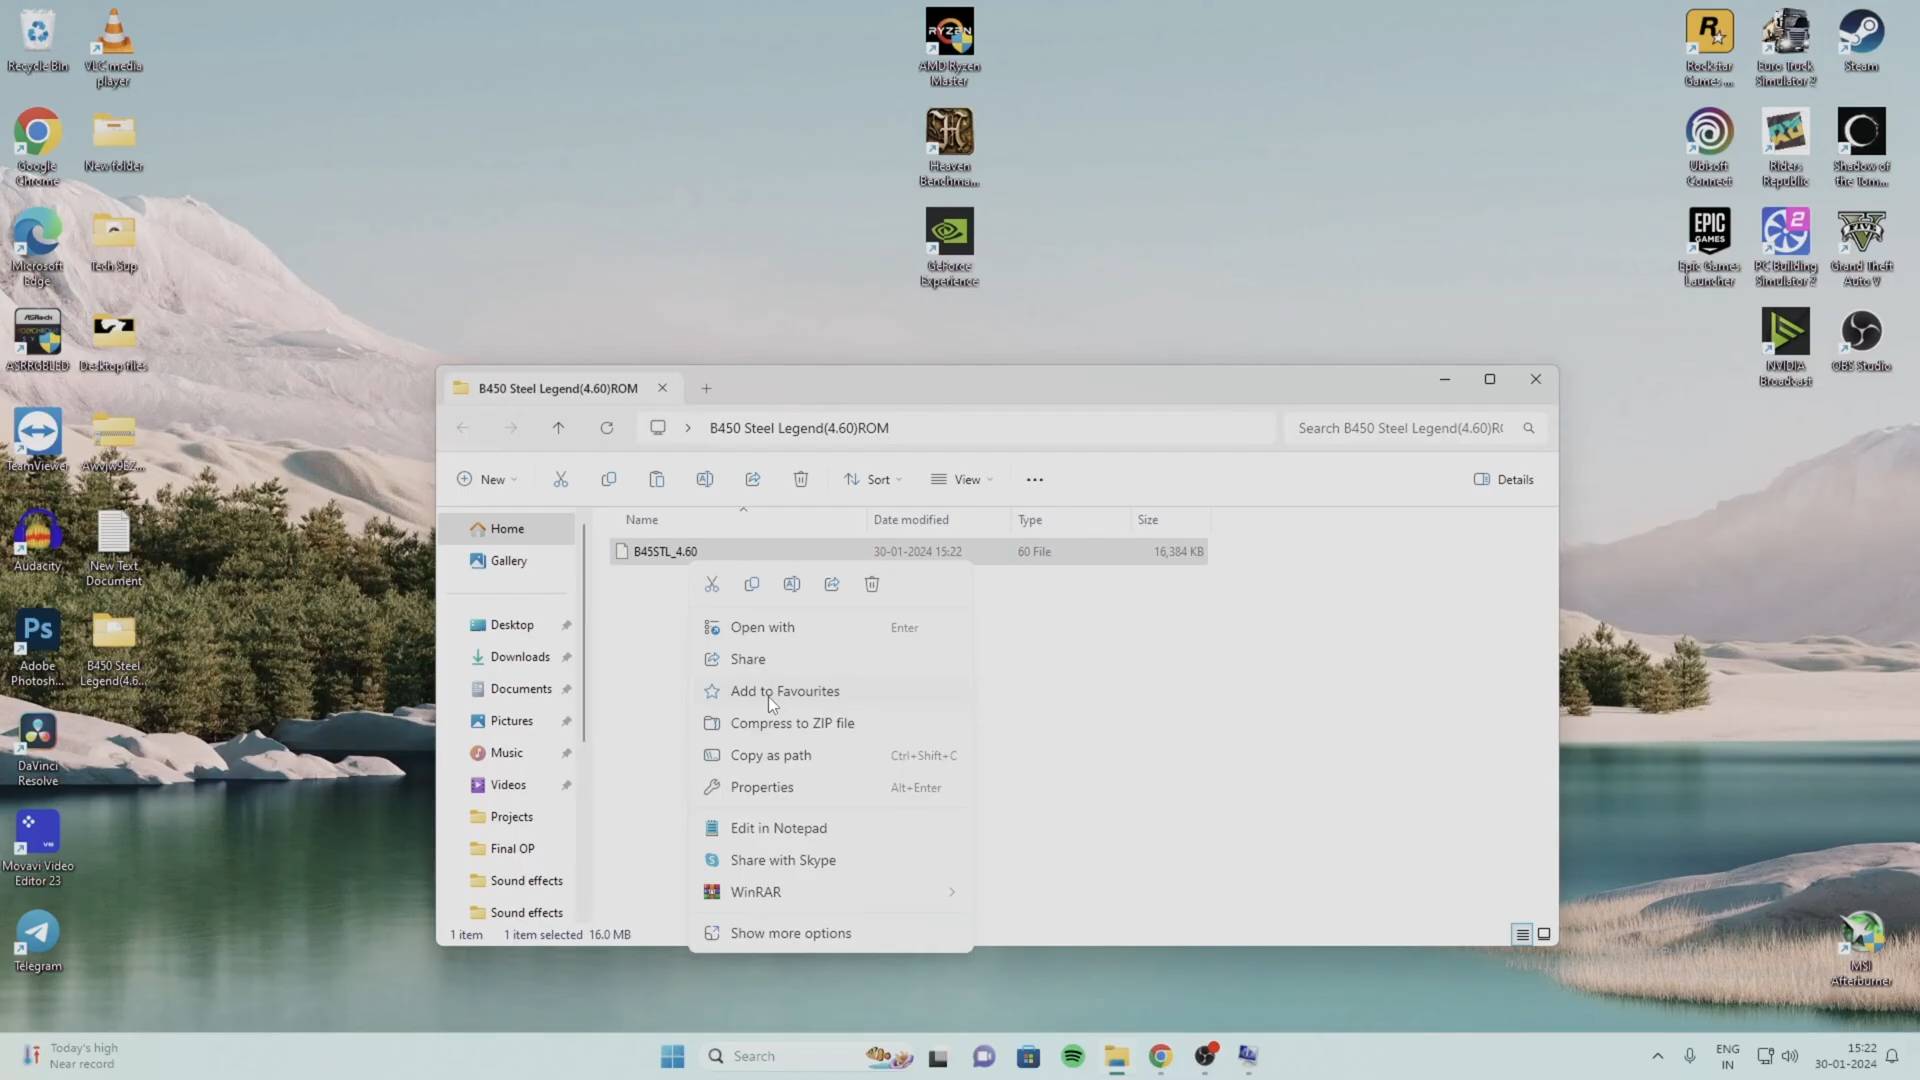 Recycle Bin
VLC media
player
Google
Chrome
New folder
Microsoft
Edge
Tech Sup
ASRock
POLYCHROME
ASRRGBLED
Desktop files
TeamViewer
Audacity
New Text
Document
Ps
Adobe
Photosh...
B450 Steel
Legend(4.6...
DaVinci
Resolve
Movavi Video
Editor 23
Telegram
RYZEN
AMD Ryzen
Master
Heaven
Benchma...
GeForce
Experience
Rockstar
Games ...
Euro Truck
Simulator 2
Steam
Ubisoft
Connect
Riders
Republic
Shadow of
the Tom...
EPIC
GAMES
Epic Games
Launcher
PC Building
Simulator 2
Grand Theft
Auto V
NVIDIA
Broadcast
OBS Studio
MSI
Afterburner
B450 Steel Legend(4.60)ROM
B450 Steel Legend(4.60)ROM
Search B450 Steel Legend(4.60)R
New
Sort
View
Details
Home
Gallery
Desktop
Downloads
Documents
Pictures
Music
Videos
Projects
Final OP
Sound effects
Sound effects
Name Date modified Type Size
B45STL_4.60 30-01-2024 15:22 60 File 16,384 KB
Open with Enter
Share
Add to Favourites
Compress to ZIP file
Copy as path Ctrl+Shift+C
Properties Alt+Enter
Edit in Notepad
Share with Skype
WinRAR
Show more options
1 item 1 item selected 16.0 MB
Today's high
Near record
Search
ENG
IN
15:22
30-01-2024